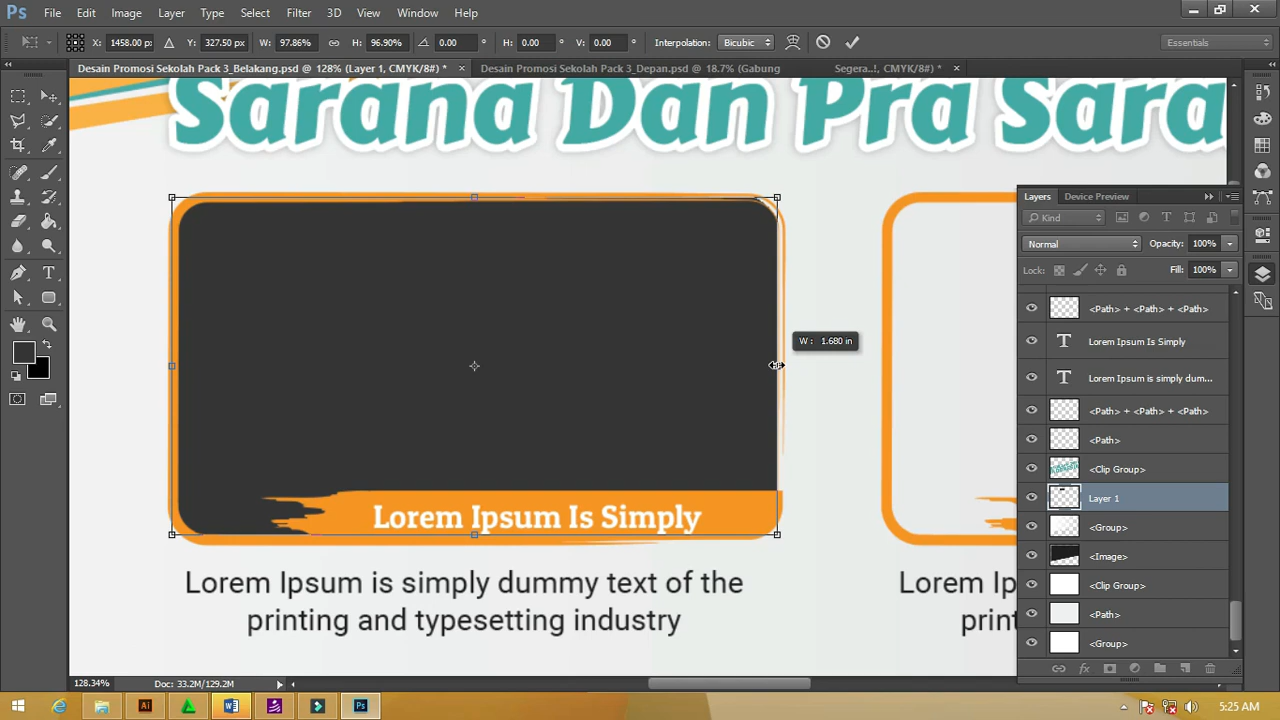 Ps File Edit Image Layer Type Select Filter 3D View Window Help
X: 1458.00 px Y: 327.50 px W: 97.86% H: 96.90% 0.00 ° H: 0.00 ° V: 0.00 ° Interpolation: Bicubic Essentials
Desain Promosi Sekolah Pack 3_Belakang.psd @ 128% (Layer 1, CMYK/8#) * × Desain Promosi Sekolah Pack 3_Depan.psd @ 18.7% (Gabung Segera..!, CMYK/8#) * ×
Sarana Dan Pra Sara
W : 1.680 in
Lorem Ipsum Is Simply
Lorem Ipsum is simply dummy text of the
printing and typesetting industry
Lorem Ip
print
Layers Device Preview
Kind
Normal Opacity: 100%
Lock: Fill: 100%
<Path> + <Path> + <Path>
T Lorem Ipsum Is Simply
T Lorem Ipsum is simply dum...
<Path> + <Path> + <Path>
<Path>
<Clip Group>
Layer 1
<Group>
<Image>
<Clip Group>
<Path>
<Group>
fx
128.34% Doc: 33.2M/129.2M
Ai Ps 5:25 AM